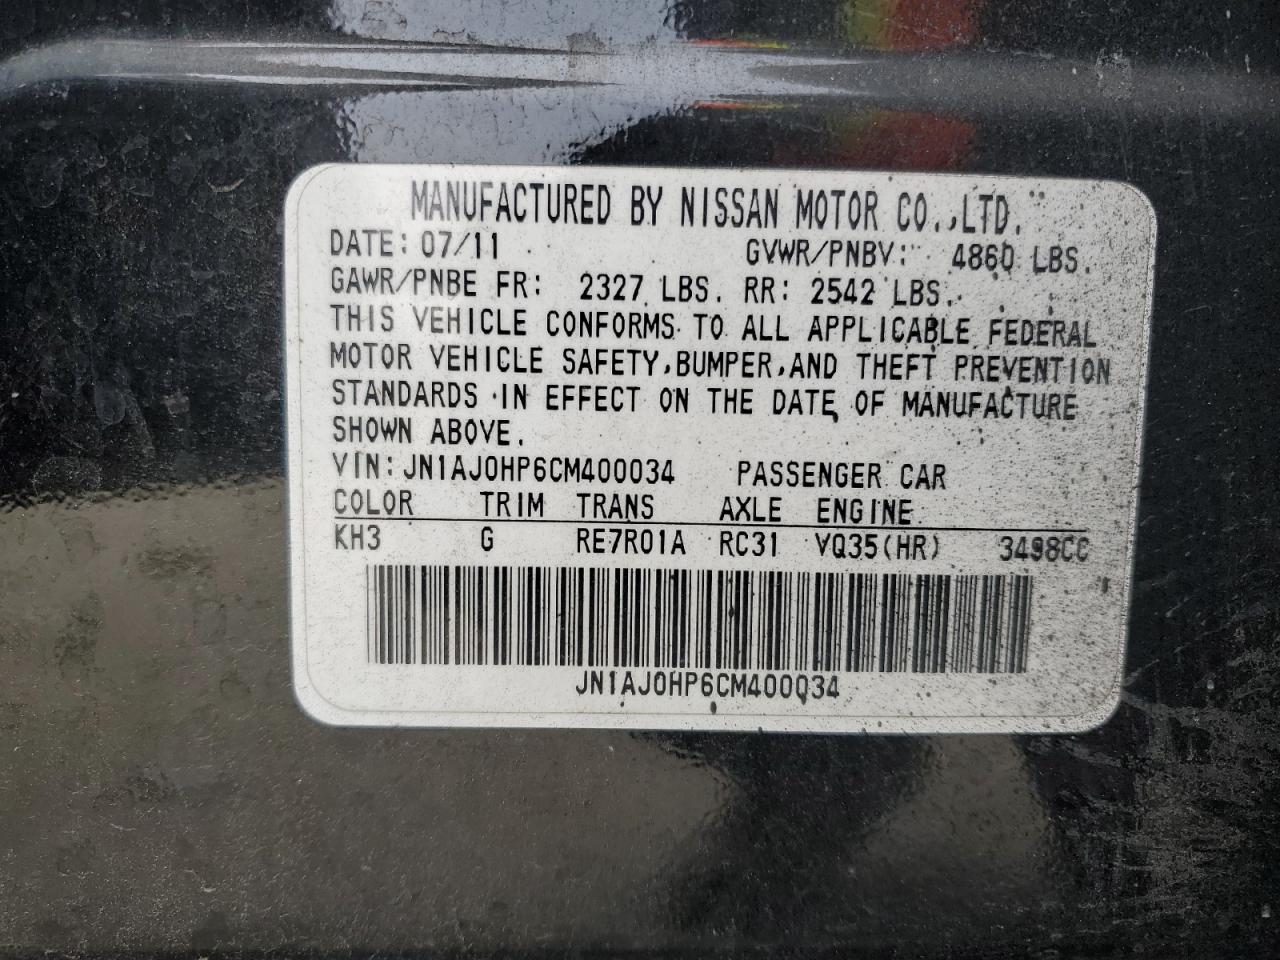 MANUFACTURED BY NISSAN MOTOR CO.,LTD.
DATE: 07/11 GVWR/PNBV: 4860 LBS.
GAWR/PNBE FR: 2327 LBS. RR: 2542 LBS.
THIS VEHICLE CONFORMS TO ALL APPLICABLE FEDERAL
MOTOR VEHICLE SAFETY,BUMPER,AND THEFT PREVENTION
STANDARDS IN EFFECT ON THE DATE OF MANUFACTURE
SHOWN ABOVE.
VIN: JN1AJ0HP6CM400034 PASSENGER CAR
COLOR TRIM TRANS AXLE ENGINE
KH3 G RE7R01A RC31 VQ35(HR) 3498CC
JN1AJ0HP6CM400034